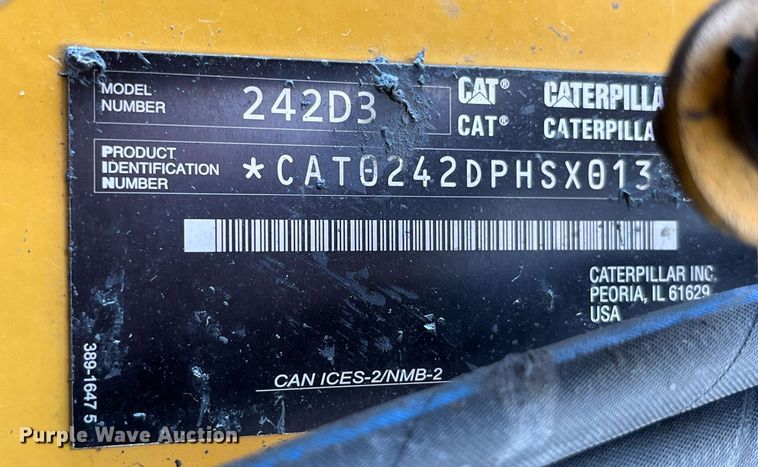 MODEL NUMBER 242D3
CAT® CATERPILLA
CAT® CATERPILLAR
PRODUCT IDENTIFICATION NUMBER *CAT0242DPHSX013
CATERPILLAR INC.
PEORIA, IL 61629
USA
CAN ICES-2/NMB-2
389-1647 5
Purple Wave Auction